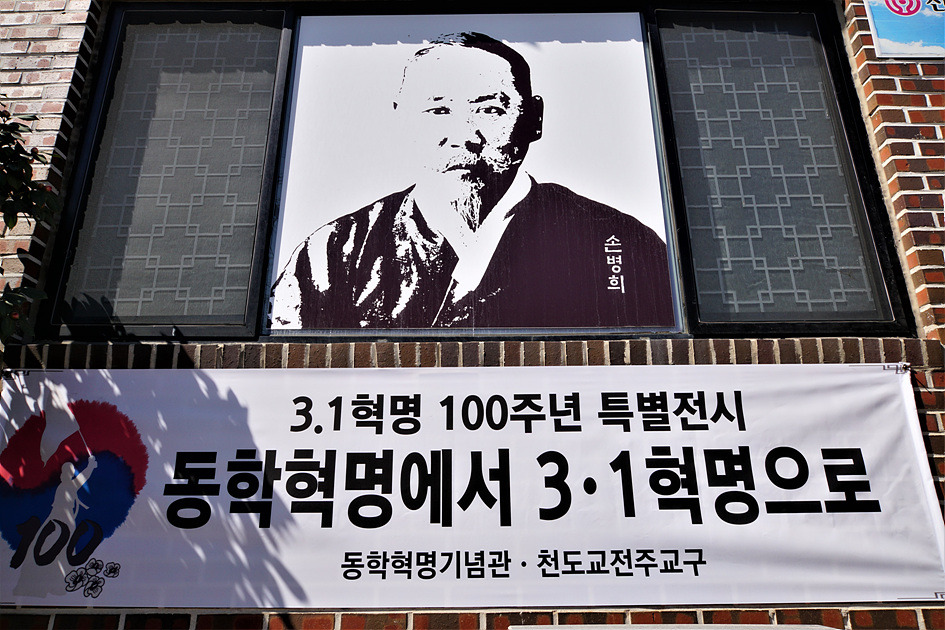 손병희
3.1혁명 100주년 특별전시
동학혁명에서 3·1혁명으로
100
동학혁명기념관 · 천도교전주교구